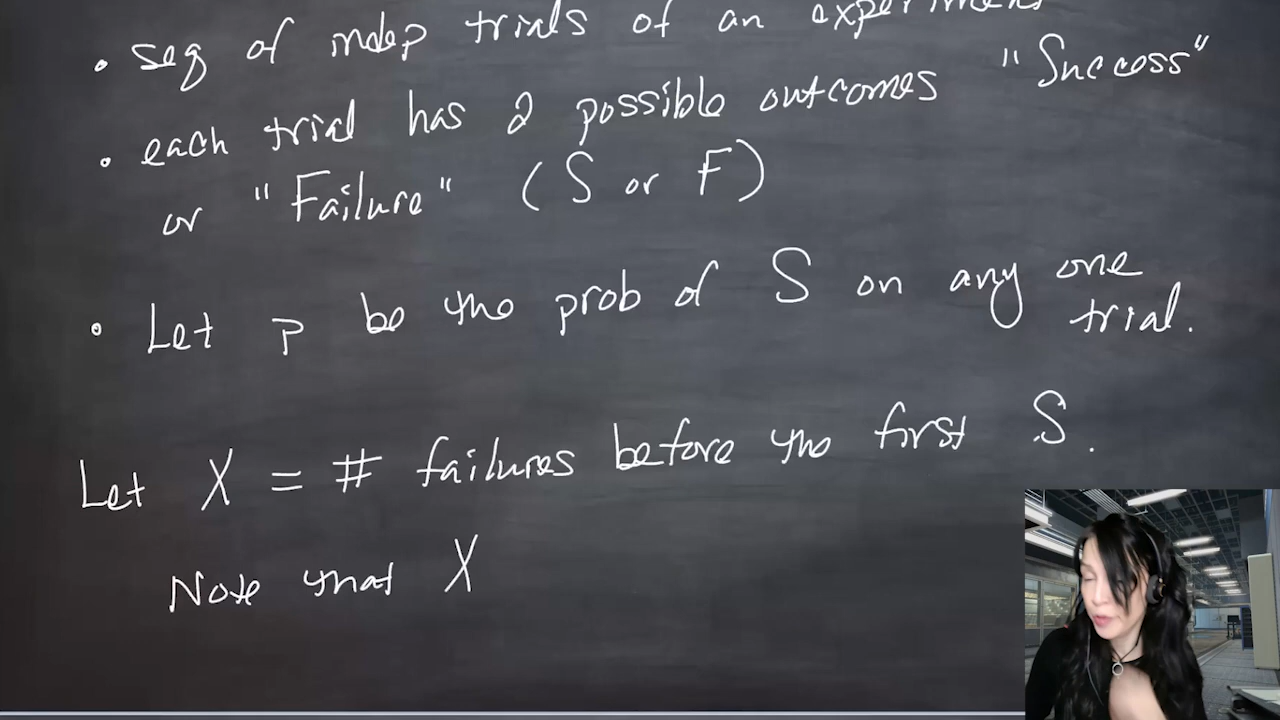 • seq of indep trials of an experiment
• each trial has 2 possible outcomes "Success"
or "Failure" (S or F)
• Let p be the prob of S on any one
trial.
Let X = # failures before the first S.
Note that X